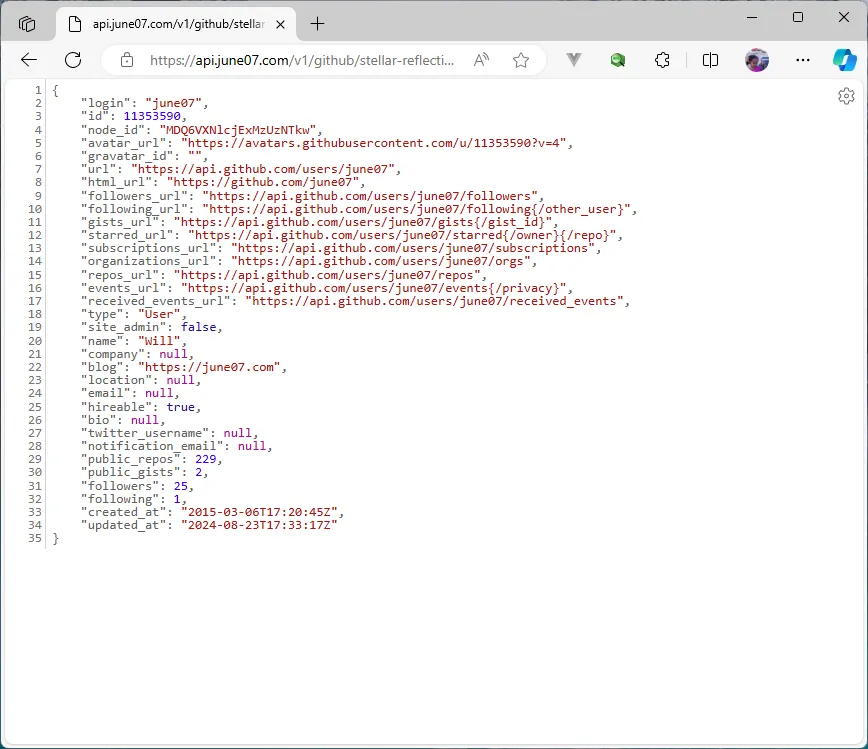 api.june07.com/v1/github/stellar
https://api.june07.com/v1/github/stellar-reflecti...
1 {
2     "login": "june07",
3     "id": 11353590,
4     "node_id": "MDQ6VXNlcjExMzUzNTkw",
5     "avatar_url": "https://avatars.githubusercontent.com/u/11353590?v=4",
6     "gravatar_id": "",
7     "url": "https://api.github.com/users/june07",
8     "html_url": "https://github.com/june07",
9     "followers_url": "https://api.github.com/users/june07/followers",
10     "following_url": "https://api.github.com/users/june07/following{/other_user}",
11     "gists_url": "https://api.github.com/users/june07/gists{/gist_id}",
12     "starred_url": "https://api.github.com/users/june07/starred{/owner}{/repo}",
13     "subscriptions_url": "https://api.github.com/users/june07/subscriptions",
14     "organizations_url": "https://api.github.com/users/june07/orgs",
15     "repos_url": "https://api.github.com/users/june07/repos",
16     "events_url": "https://api.github.com/users/june07/events{/privacy}",
17     "received_events_url": "https://api.github.com/users/june07/received_events",
18     "type": "User",
19     "site_admin": false,
20     "name": "Will",
21     "company": null,
22     "blog": "https://june07.com",
23     "location": null,
24     "email": null,
25     "hireable": true,
26     "bio": null,
27     "twitter_username": null,
28     "notification_email": null,
29     "public_repos": 229,
30     "public_gists": 2,
31     "followers": 25,
32     "following": 1,
33     "created_at": "2015-03-06T17:20:45Z",
34     "updated_at": "2024-08-23T17:33:17Z"
35 }